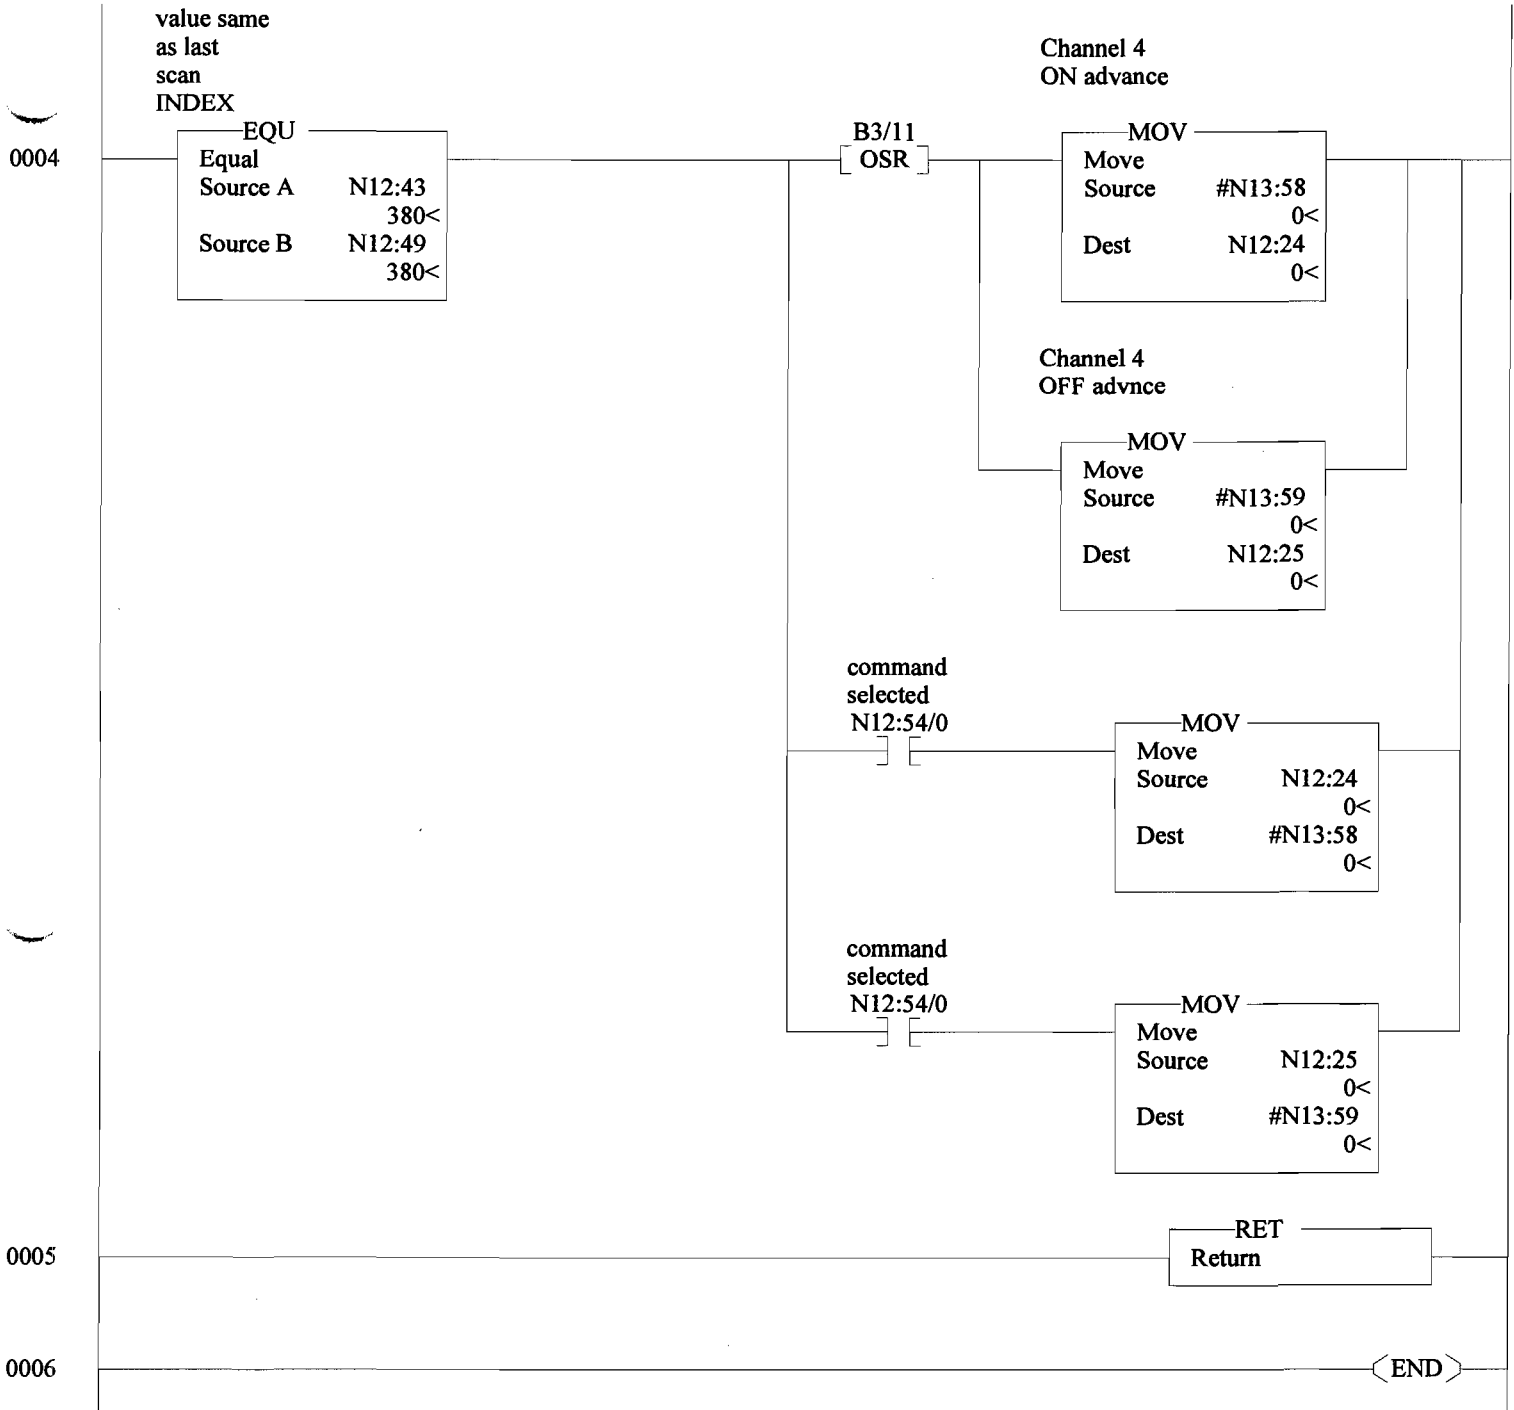 value same
as last
scan
INDEX
Channel 4
ON advance
0004
EQU
Equal
Source A N12:43
380<
Source B N12:49
380<
B3/11
OSR
MOV
Move
Source #N13:58
0<
Dest N12:24
0<
Channel 4
OFF advnce
MOV
Move
Source #N13:59
0<
Dest N12:25
0<
command
selected
N12:54/0
MOV
Move
Source N12:24
0<
Dest #N13:58
0<
command
selected
N12:54/0
MOV
Move
Source N12:25
0<
Dest #N13:59
0<
0005
RET
Return
0006
END